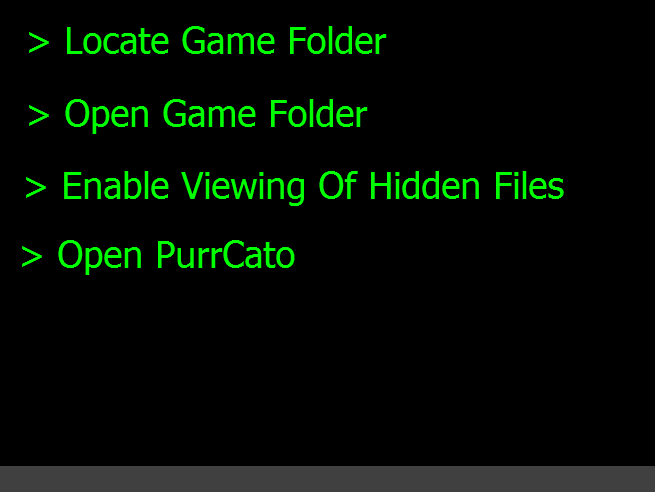 > Locate Game Folder
> Open Game Folder
> Enable Viewing Of Hidden Files
> Open PurrCato